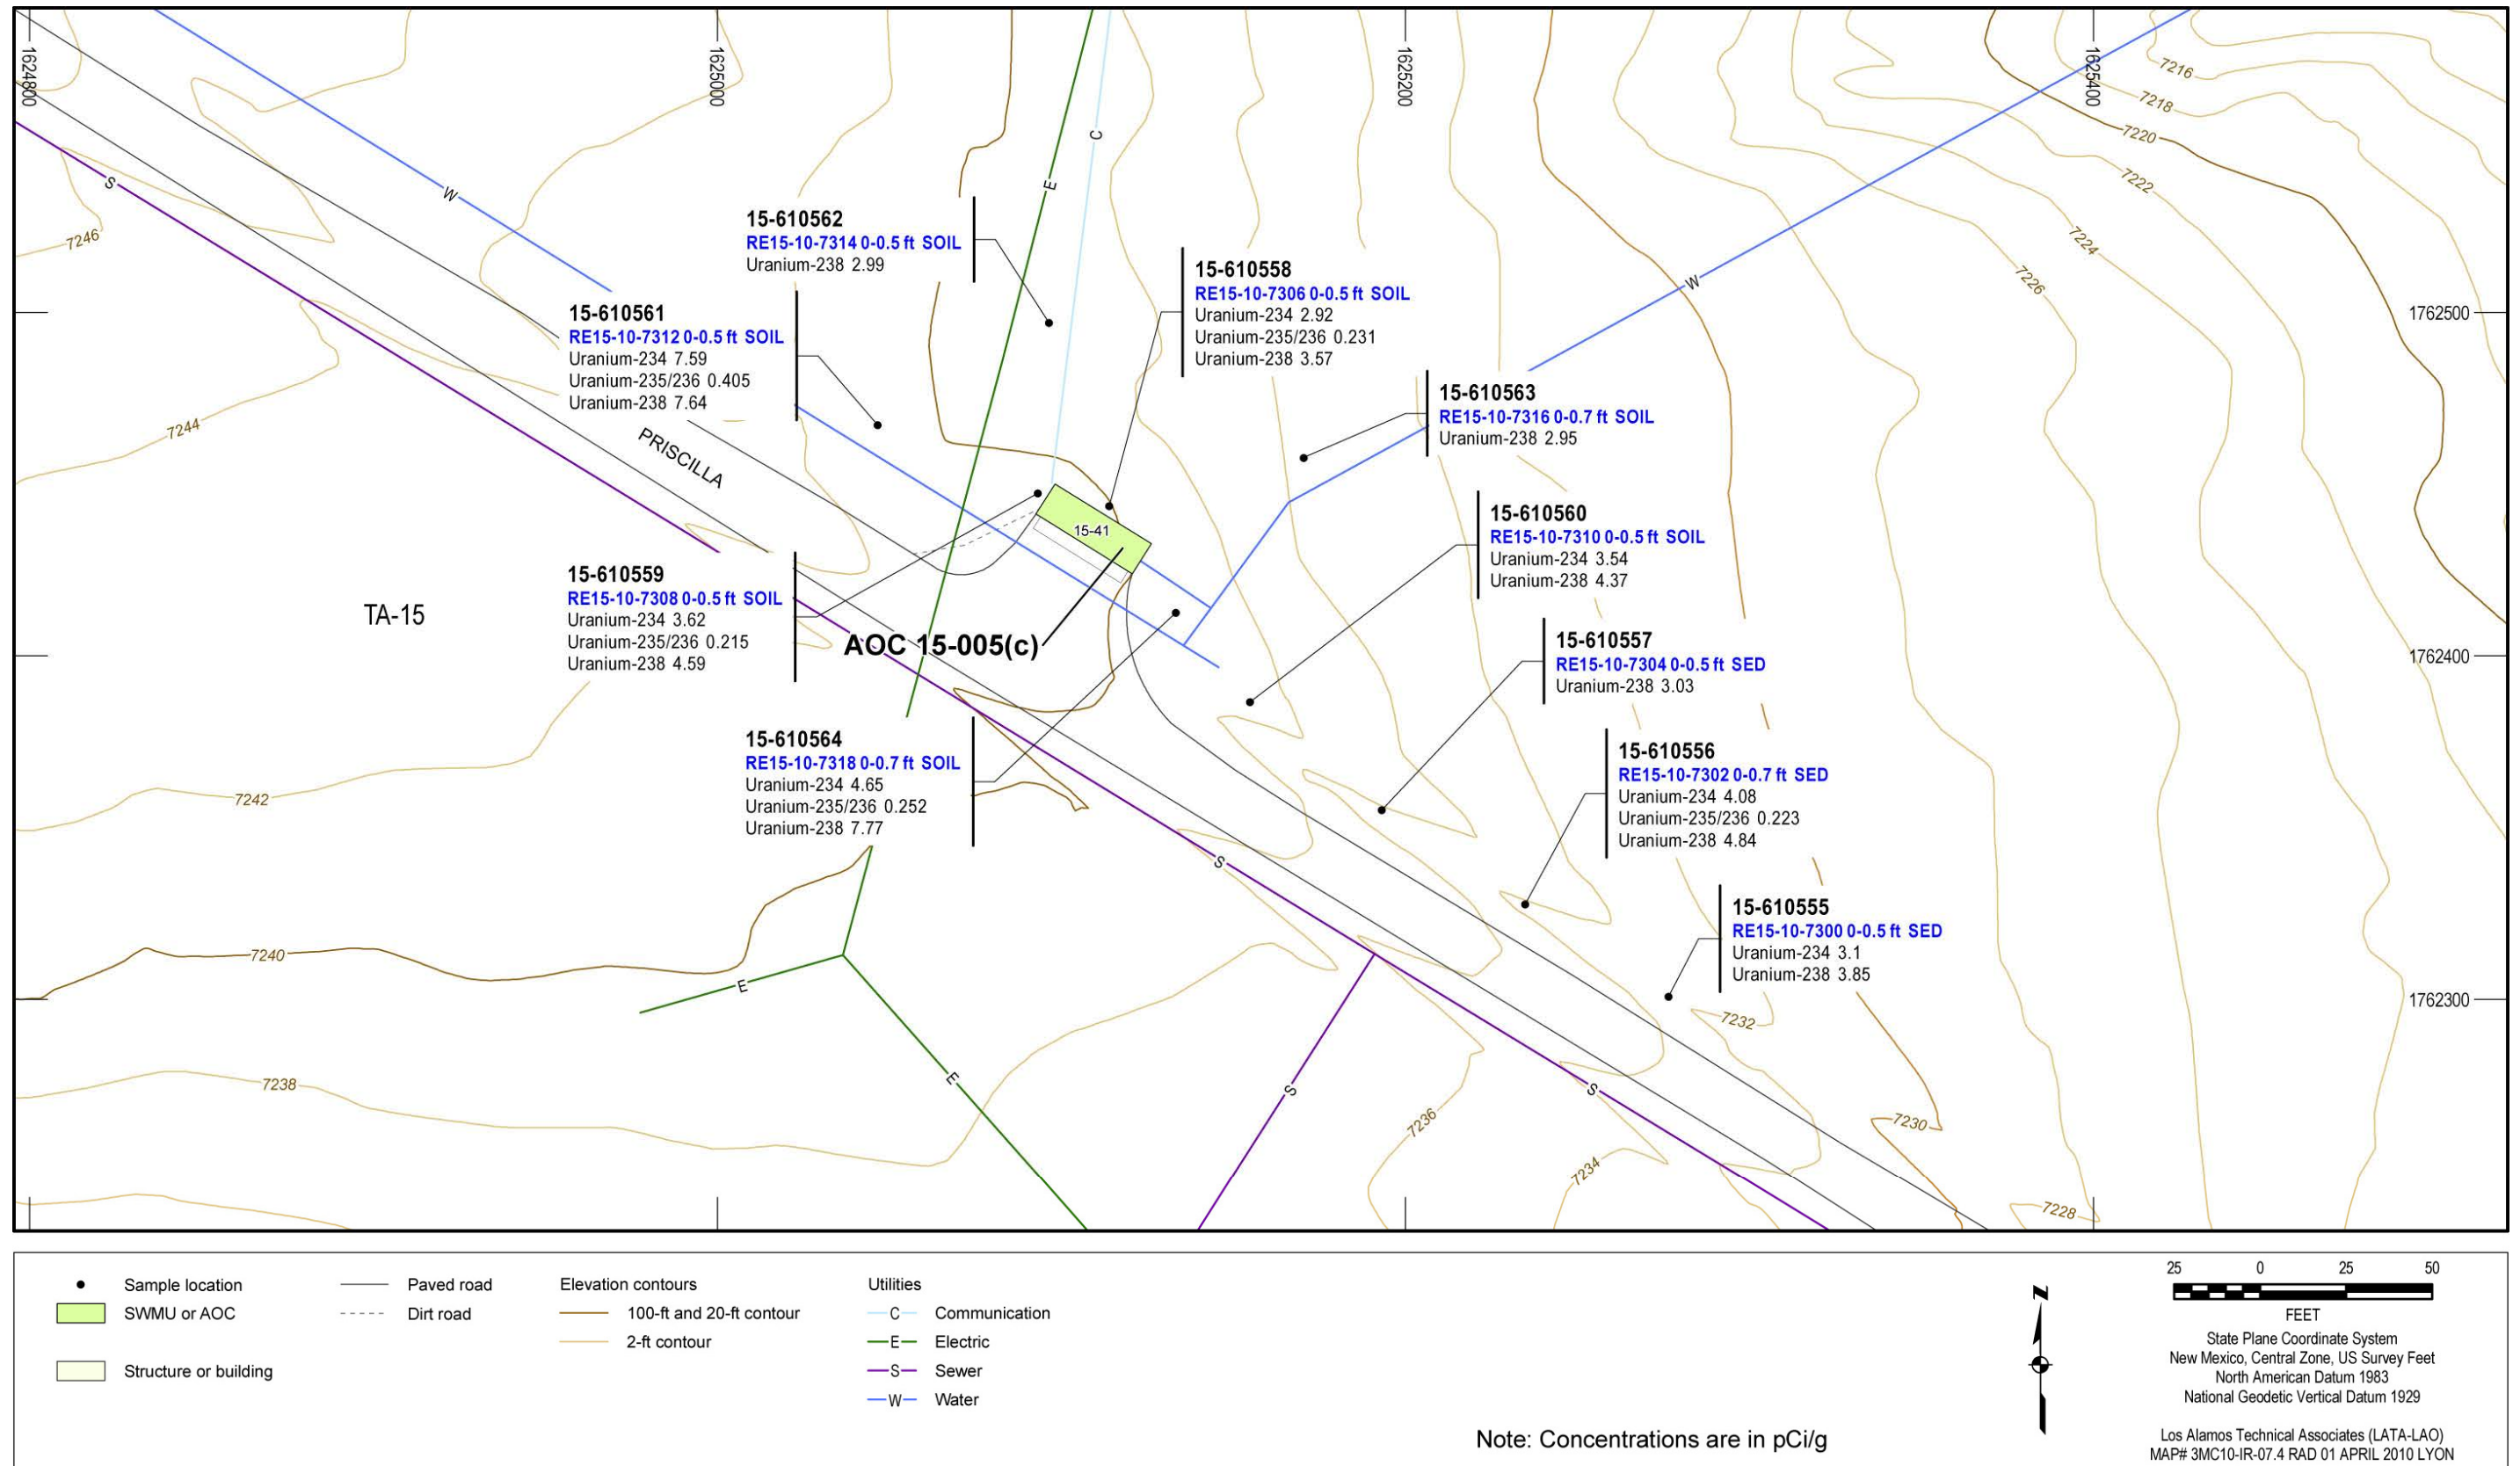 1624800
1625000
1625200
1625400
7216
7218
7220
7222
7224
7226
C
E
S
W
W
7246
15-610562
RE15-10-7314 0-0.5 ft SOIL
Uranium-238 2.99
15-610558
RE15-10-7306 0-0.5 ft SOIL
Uranium-234 2.92
Uranium-235/236 0.231
Uranium-238 3.57
15-610561
RE15-10-7312 0-0.5 ft SOIL
Uranium-234 7.59
Uranium-235/236 0.405
Uranium-238 7.64
1762500
15-610563
RE15-10-7316 0-0.7 ft SOIL
Uranium-238 2.95
7244
PRISCILLA
15-41
15-610560
RE15-10-7310 0-0.5 ft SOIL
Uranium-234 3.54
Uranium-238 4.37
15-610559
RE15-10-7308 0-0.5 ft SOIL
Uranium-234 3.62
Uranium-235/236 0.215
Uranium-238 4.59
TA-15
AOC 15-005(c)
15-610557
RE15-10-7304 0-0.5 ft SED
Uranium-238 3.03
1762400
15-610564
RE15-10-7318 0-0.7 ft SOIL
Uranium-234 4.65
Uranium-235/236 0.252
Uranium-238 7.77
15-610556
RE15-10-7302 0-0.7 ft SED
Uranium-234 4.08
Uranium-235/236 0.223
Uranium-238 4.84
7242
S
15-610555
RE15-10-7300 0-0.5 ft SED
Uranium-234 3.1
Uranium-238 3.85
7240
E
1762300
7232
7238
E
S
S
7236
7230
7234
7228
Sample location
SWMU or AOC
Structure or building
Paved road
Dirt road
Elevation contours
100-ft and 20-ft contour
2-ft contour
Utilities
C Communication
E Electric
S Sewer
W Water
N
25 0 25 50
FEET
State Plane Coordinate System
New Mexico, Central Zone, US Survey Feet
North American Datum 1983
National Geodetic Vertical Datum 1929
Los Alamos Technical Associates (LATA-LAO)
MAP# 3MC10-IR-07.4 RAD 01 APRIL 2010 LYON
Note: Concentrations are in pCi/g